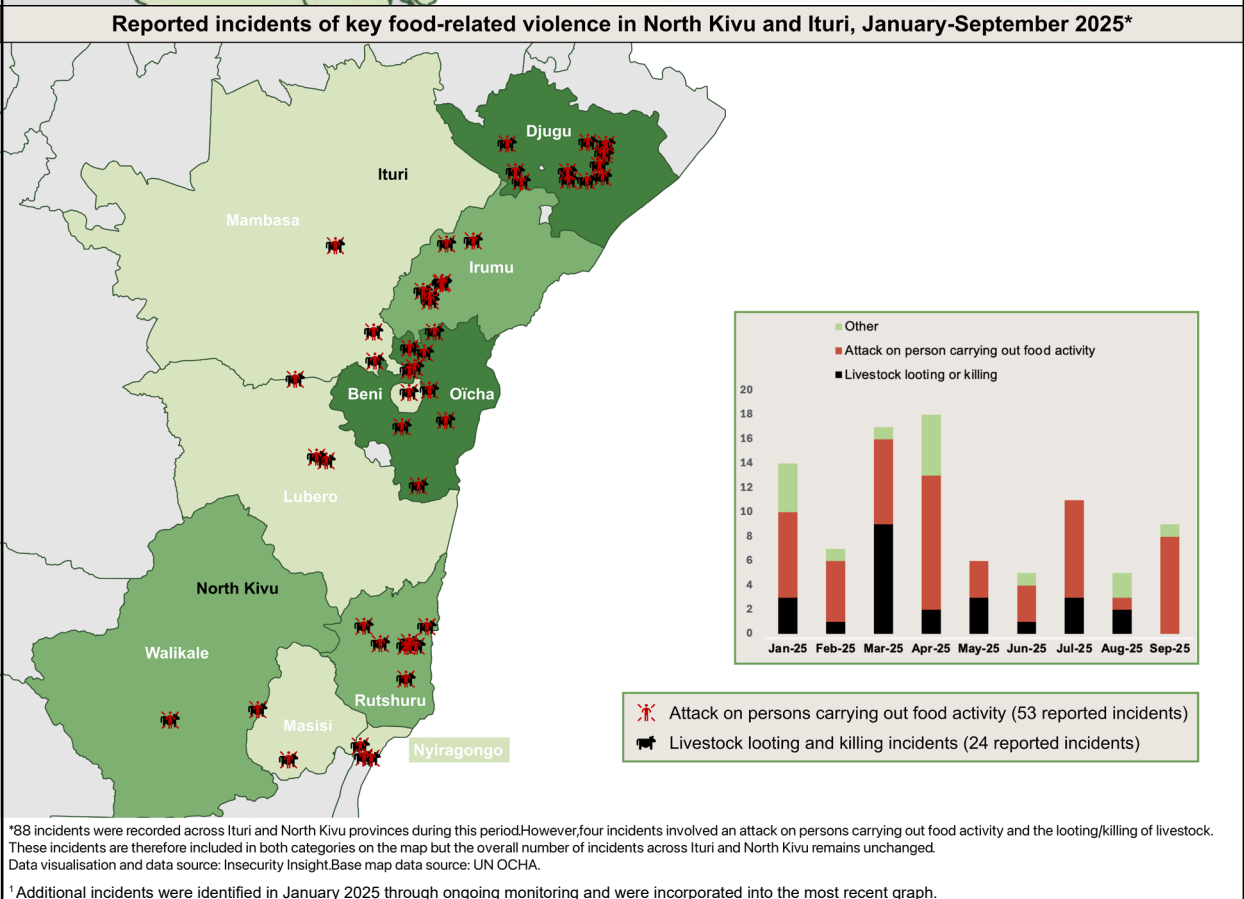 Reported incidents of key food-related violence in North Kivu and Ituri, January-September 2025*
Djugu
Ituri
Mambasa
Irumu
Beni
Oïcha
Lubero
North Kivu
Walikale
Rutshuru
Masisi
Nyiragongo
Other
Attack on person carrying out food activity
Livestock looting or killing
20
18
16
14
12
10
8
6
4
2
0
Jan-25 Feb-25 Mar-25 Apr-25 May-25 Jun-25 Jul-25 Aug-25 Sep-25
Attack on persons carrying out food activity (53 reported incidents)
Livestock looting and killing incidents (24 reported incidents)
*88 incidents were recorded across Ituri and North Kivu provinces during this period.However,four incidents involved an attack on persons carrying out food activity and the looting/killing of livestock.
These incidents are therefore included in both categories on the map but the overall number of incidents across Ituri and North Kivu remains unchanged.
Data visualisation and data source: Insecurity Insight.Base map data source: UN OCHA.
1 Additional incidents were identified in January 2025 through ongoing monitoring and were incorporated into the most recent graph.